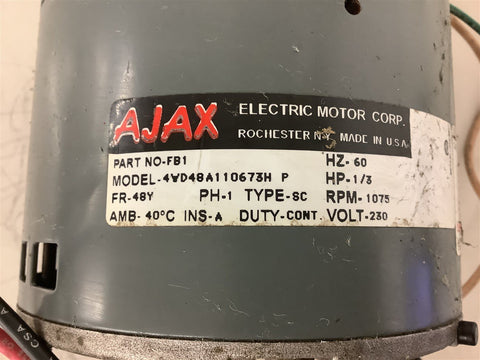 AJAX ELECTRIC MOTOR CORP.
ROCHESTER N.Y. MADE IN U.S.A.
PART NO-FB1 HZ-60
MODEL-4WD48A110673H P HP-1/3
FR-48Y PH-1 TYPE-SC RPM-1075
AMB-40°C INS-A DUTY-CONT. VOLT-230
CSA